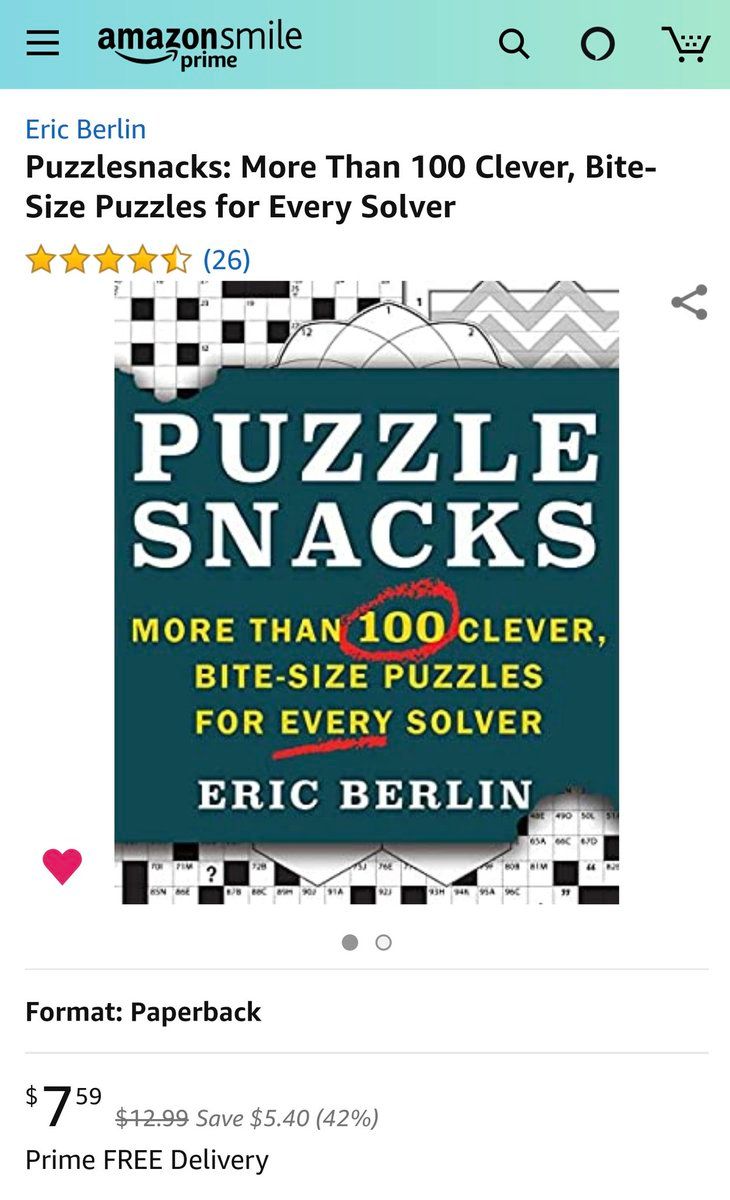 amazonsmile
prime
Eric Berlin
Puzzlesnacks: More Than 100 Clever, Bite-
Size Puzzles for Every Solver
(26)
PUZZLE
SNACKS
MORE THAN 100 CLEVER,
BITE-SIZE PUZZLES
FOR EVERY SOLVER
ERIC BERLIN
?
Format: Paperback
$7 59 $12.99 Save $5.40 (42%)
Prime FREE Delivery